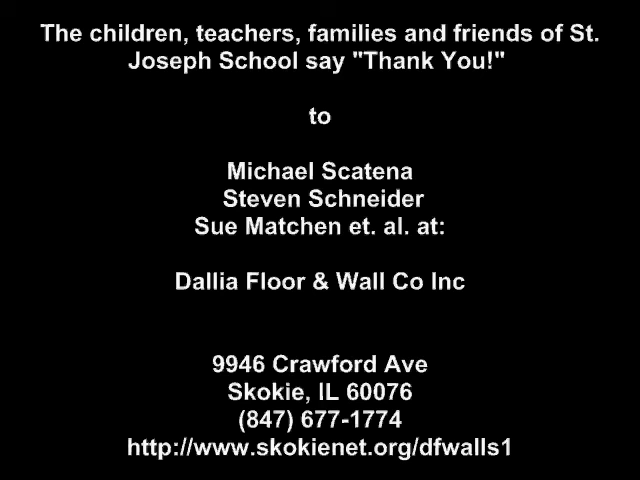 The children, teachers, families and friends of St.
Joseph School say "Thank You!"
to
Michael Scatena
Steven Schneider
Sue Matchen et. al. at:
Dallia Floor & Wall Co Inc
9946 Crawford Ave
Skokie, IL 60076
(847) 677-1774
http://www.skokienet.org/dfwalls1